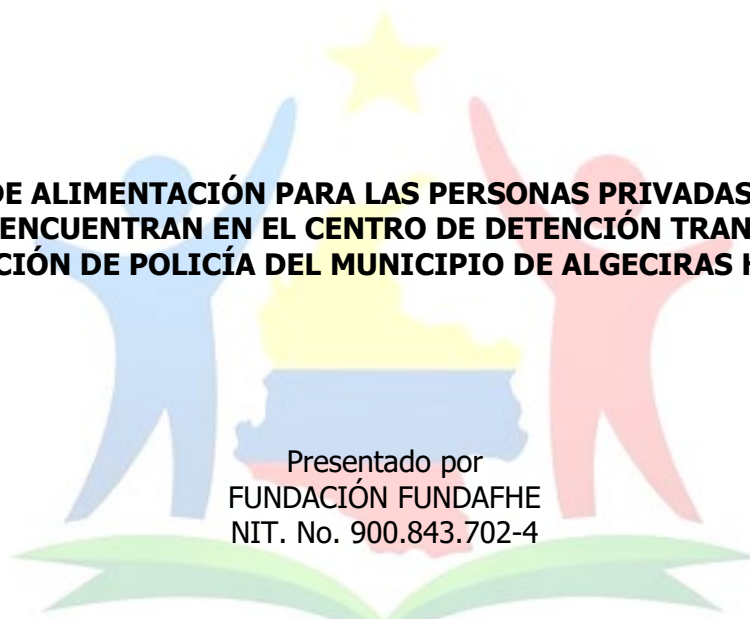 DE ALIMENTACIÓN PARA LAS PERSONAS PRIVADAS
ENCUENTRAN EN EL CENTRO DE DETENCIÓN TRAN
CIÓN DE POLICÍA DEL MUNICIPIO DE ALGECIRAS H
Presentado por
FUNDACIÓN FUNDAFHE
NIT. No. 900.843.702-4